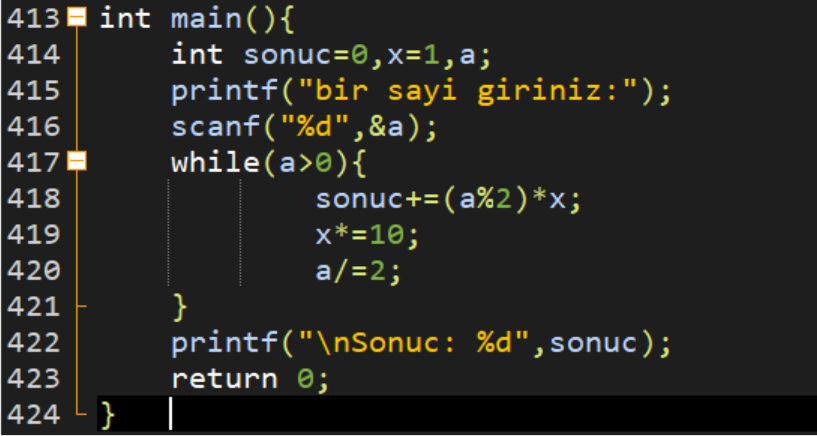 413 int main(){
414 int sonuc=0,x=1,a;
415 printf("bir sayi giriniz:");
416 scanf("%d",&a);
417 while(a>0){
418 sonuc+=(a%2)*x;
419 x*=10;
420 a/=2;
421 }
422 printf("\nSonuc: %d",sonuc);
423 return 0;
424 }